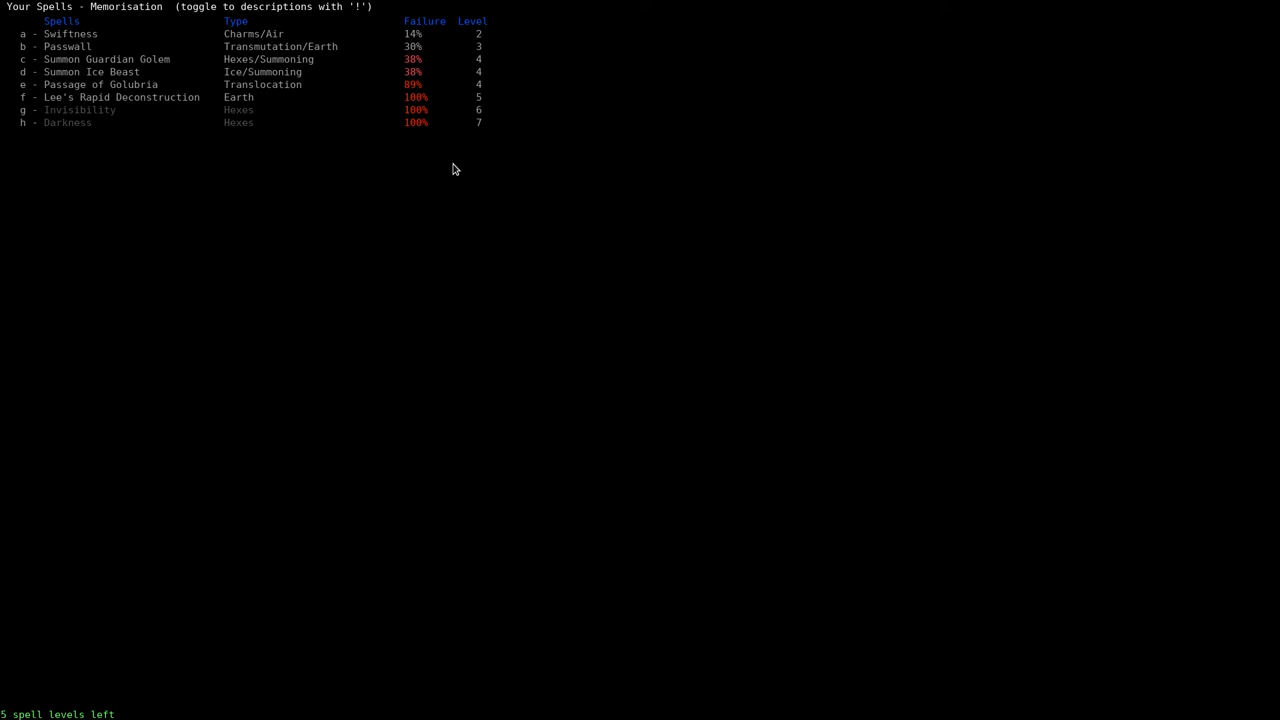 Your Spells - Memorisation  (toggle to descriptions with '!')
Spells Type Failure Level
a - Swiftness Charms/Air 14% 2
b - Passwall Transmutation/Earth 30% 3
c - Summon Guardian Golem Hexes/Summoning 38% 4
d - Summon Ice Beast Ice/Summoning 38% 4
e - Passage of Golubria Translocation 89% 4
f - Lee's Rapid Deconstruction Earth 100% 5
g - Invisibility Hexes 100% 6
h - Darkness Hexes 100% 7
5 spell levels left